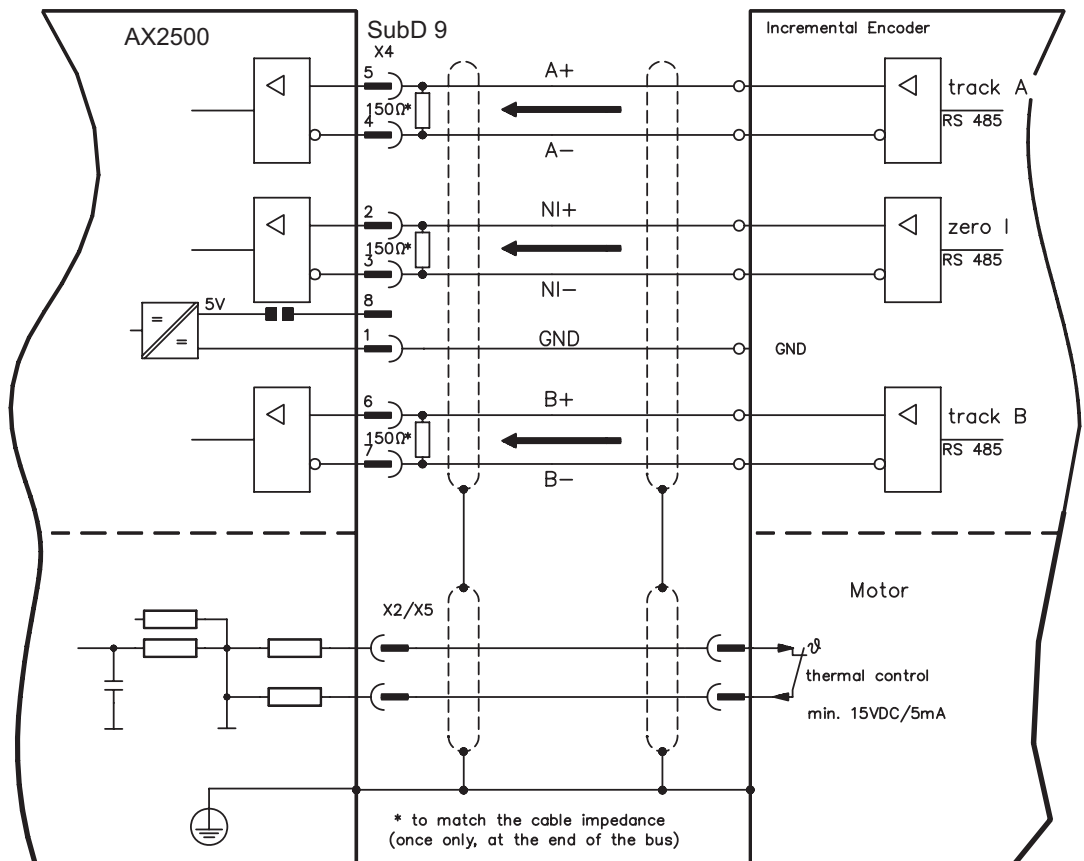 AX2500
SubD 9
X4
Incremental Encoder
5
A+
track A
150Ω*
RS 485
4
A−
2
NI+
zero I
150Ω*
RS 485
3
NI−
5V
8
=
=
1
GND
GND
6
B+
track B
150Ω*
RS 485
7
B−
Motor
X2/X5
ϑ
thermal control
min. 15VDC/5mA
* to match the cable impedance
(once only, at the end of the bus)